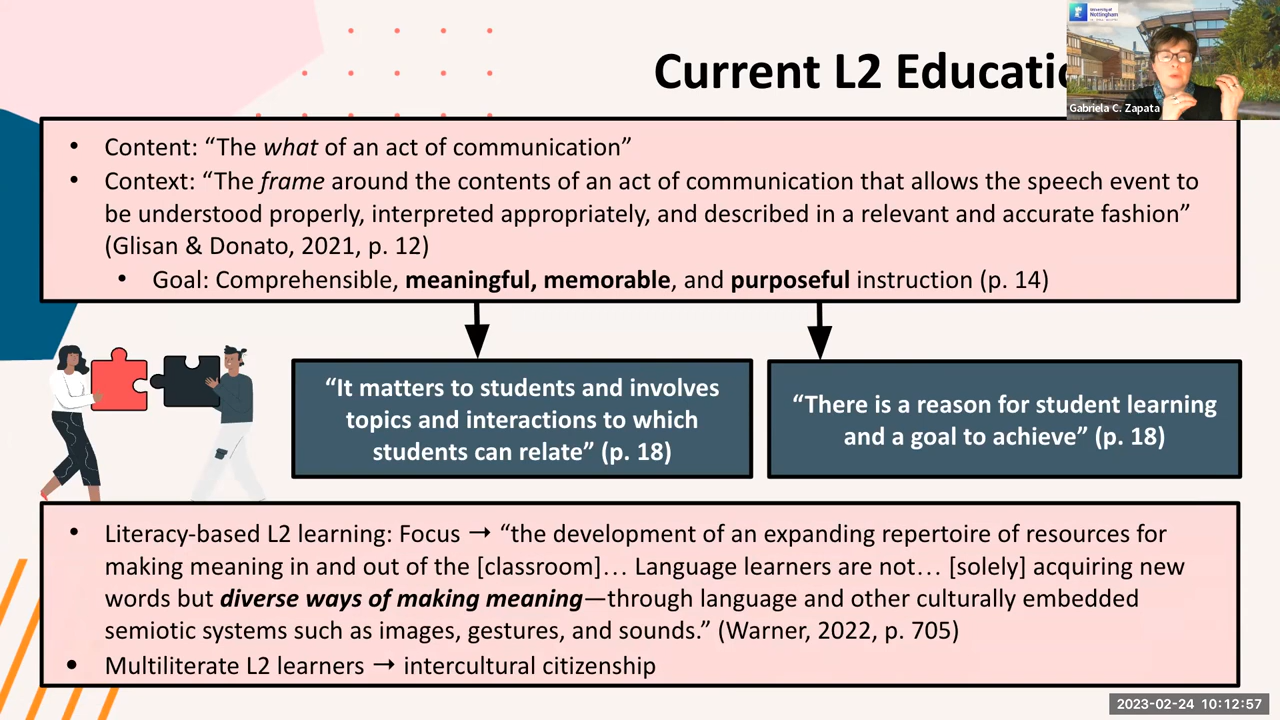 Current L2 Educatio
University of
Nottingham
Gabriela C. Zapata
• Content: “The what of an act of communication”
• Context: “The frame around the contents of an act of communication that allows the speech event to
be understood properly, interpreted appropriately, and described in a relevant and accurate fashion”
(Glisan & Donato, 2021, p. 12)
• Goal: Comprehensible, meaningful, memorable, and purposeful instruction (p. 14)
“It matters to students and involves
topics and interactions to which
students can relate” (p. 18)
“There is a reason for student learning
and a goal to achieve” (p. 18)
• Literacy-based L2 learning: Focus → “the development of an expanding repertoire of resources for
making meaning in and out of the [classroom]… Language learners are not… [solely] acquiring new
words but diverse ways of making meaning—through language and other culturally embedded
semiotic systems such as images, gestures, and sounds.” (Warner, 2022, p. 705)
• Multiliterate L2 learners → intercultural citizenship
2023-02-24 10:12:57